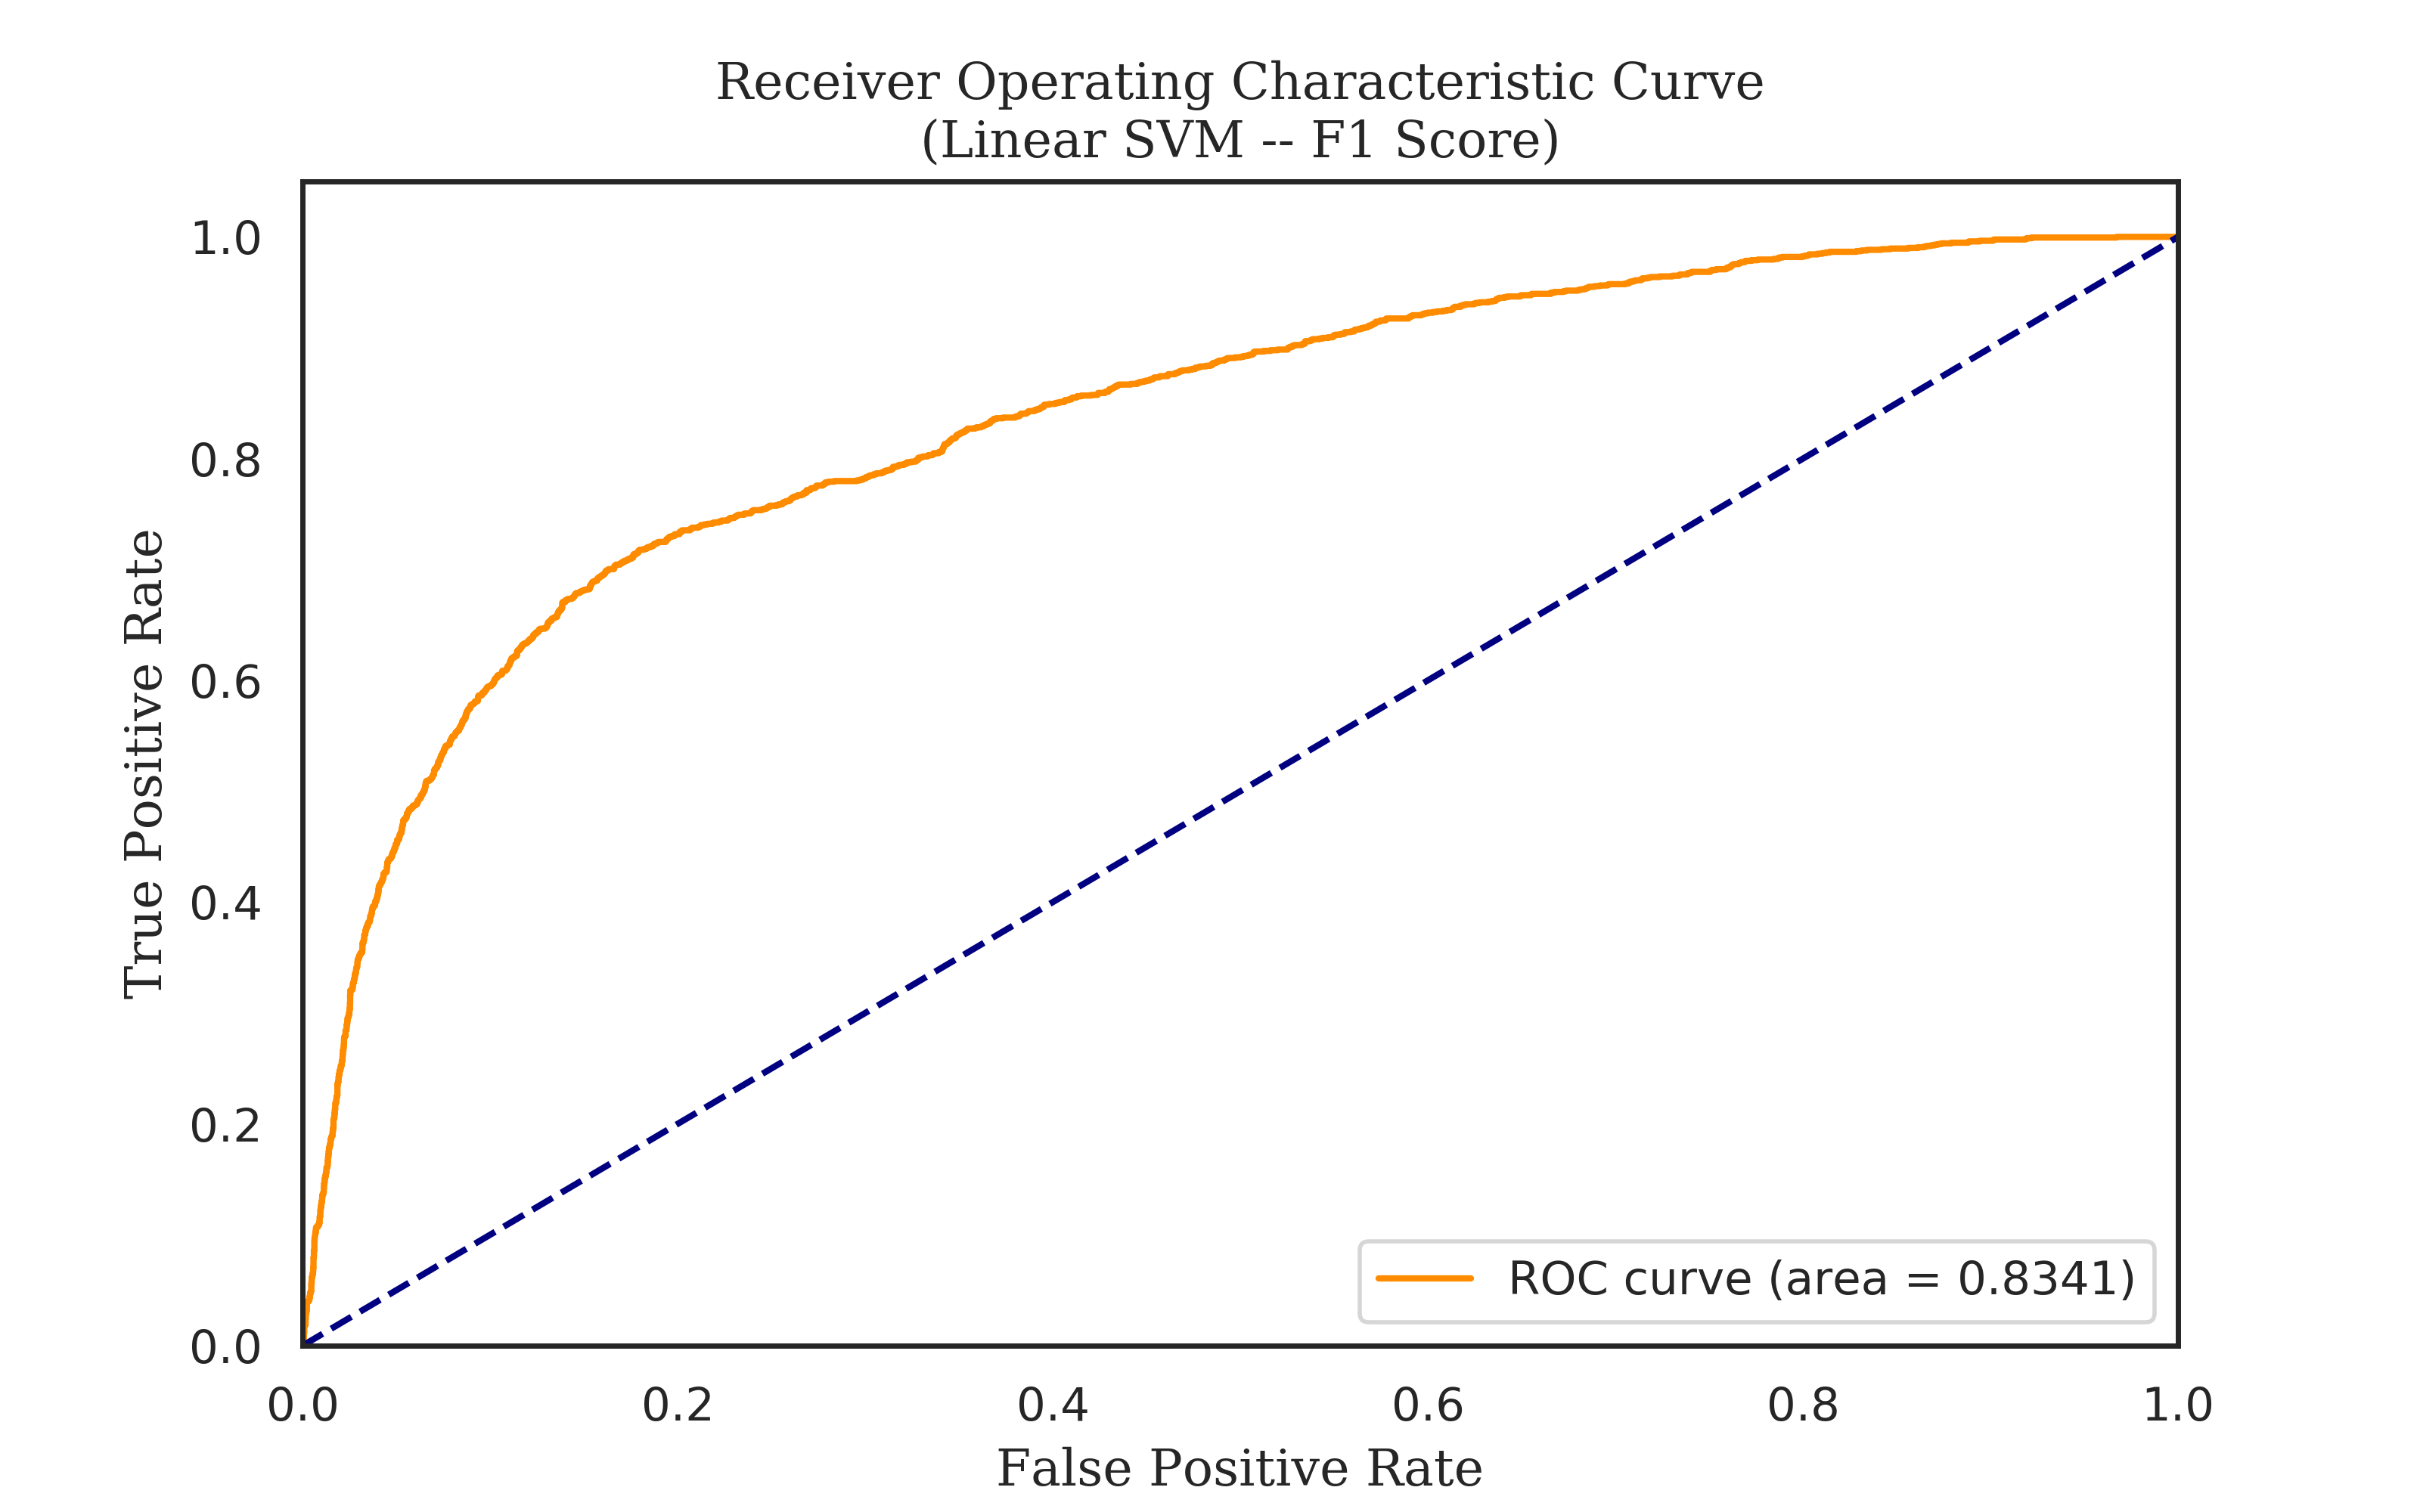 Receiver Operating Characteristic Curve
(Linear SVM -- F1 Score)
True Positive Rate
1.0
0.8
0.6
0.4
0.2
0.0
ROC curve (area = 0.8341)
0.0 0.2 0.4 0.6 0.8 1.0
False Positive Rate